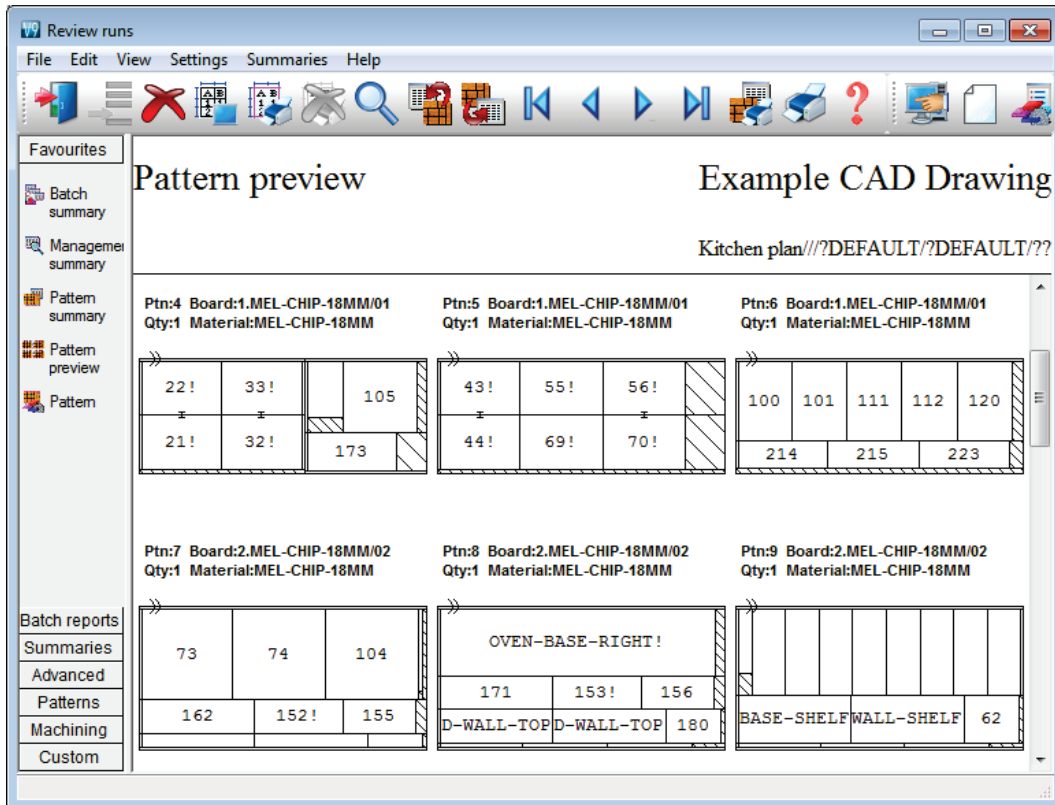 V9 Review runs
File Edit View Settings Summaries Help
Favourites
Batch
summary
Managemer
summary
Pattern
summary
Pattern
preview
Pattern
Batch reports
Summaries
Advanced
Patterns
Machining
Custom
Pattern preview
Example CAD Drawing
Kitchen plan///?DEFAULT/?DEFAULT/??
Ptn:4 Board:1.MEL-CHIP-18MM/01
Qty:1 Material:MEL-CHIP-18MM
22! 33! 105
21! 32! 173
Ptn:5 Board:1.MEL-CHIP-18MM/01
Qty:1 Material:MEL-CHIP-18MM
43! 55! 56!
44! 69! 70!
Ptn:6 Board:1.MEL-CHIP-18MM/01
Qty:1 Material:MEL-CHIP-18MM
100 101 111 112 120
214 215 223
Ptn:7 Board:2.MEL-CHIP-18MM/02
Qty:1 Material:MEL-CHIP-18MM
73 74 104
162 152! 155
Ptn:8 Board:2.MEL-CHIP-18MM/02
Qty:1 Material:MEL-CHIP-18MM
OVEN-BASE-RIGHT!
171 153! 156
D-WALL-TOP D-WALL-TOP 180
Ptn:9 Board:2.MEL-CHIP-18MM/02
Qty:1 Material:MEL-CHIP-18MM
BASE-SHELF WALL-SHELF 62